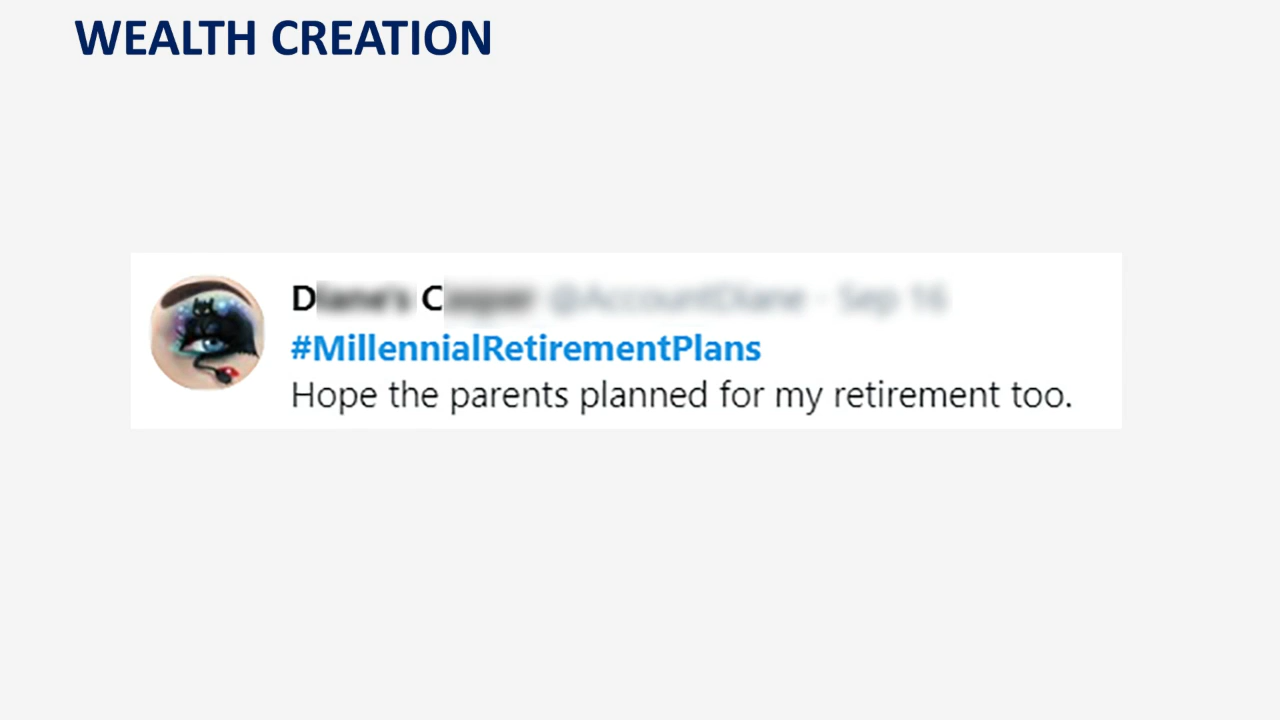 WEALTH CREATION
#MillennialRetirementPlans
Hope the parents planned for my retirement too.